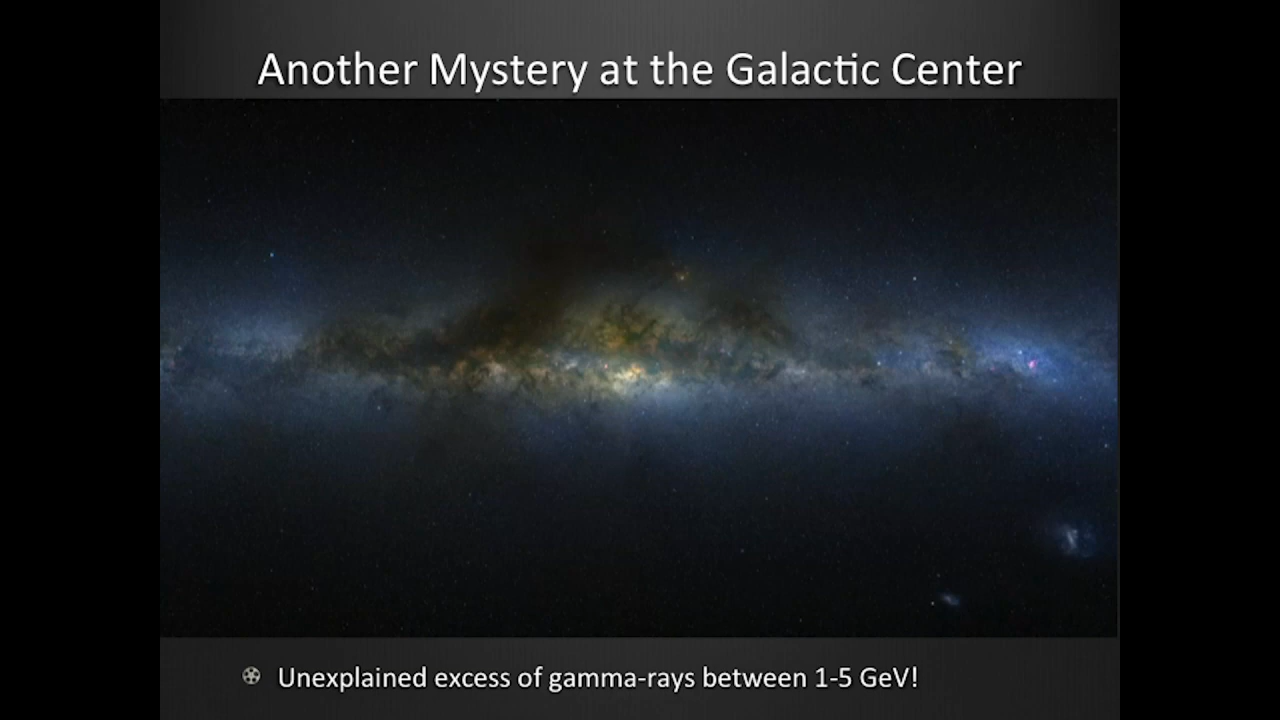 Another Mystery at the Galactic Center
Unexplained excess of gamma-rays between 1-5 GeV!